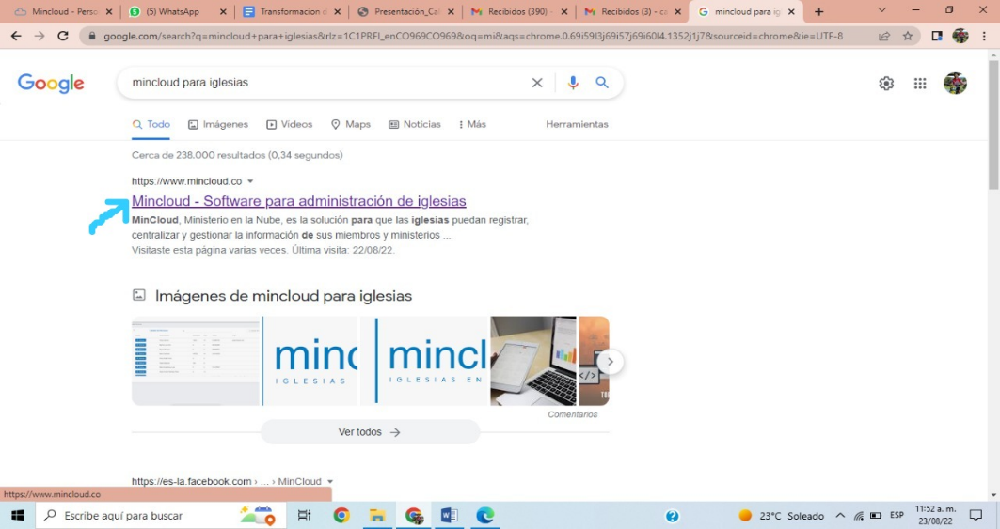 Mincloud - Perso
(5) WhatsApp
Transformacion d
Presentación_Cal
Recibidos (390) -
Recibidos (3) - ca
mincloud para ig
google.com/search?q=mincloud+para+iglesias&rlz=1C1PRFI_enCO969CO969&oq=mi&aqs=chrome.0.69i59l3j69i57j69i60l4.1352j1j7&sourceid=chrome&ie=UTF-8
Google
mincloud para iglesias
Todo
Imágenes
Videos
Maps
Noticias
Más
Herramientas
Cerca de 238.000 resultados (0,34 segundos)
https://www.mincloud.co
Mincloud - Software para administración de iglesias
MinCloud, Ministerio en la Nube, es la solución para que las iglesias puedan registrar,
centralizar y gestionar la información de sus miembros y ministerios ...
Visitaste esta página varias veces. Última visita: 22/08/22.
Imágenes de mincloud para iglesias
minc
IGLESIAS
mincl
IGLESIAS EN
</>
Comentarios
Ver todos →
https://es-la.facebook.com › ... › MinCloud
https://www.mincloud.co
Escribe aquí para buscar
23°C Soleado
ESP
11:52 a. m.
23/08/22